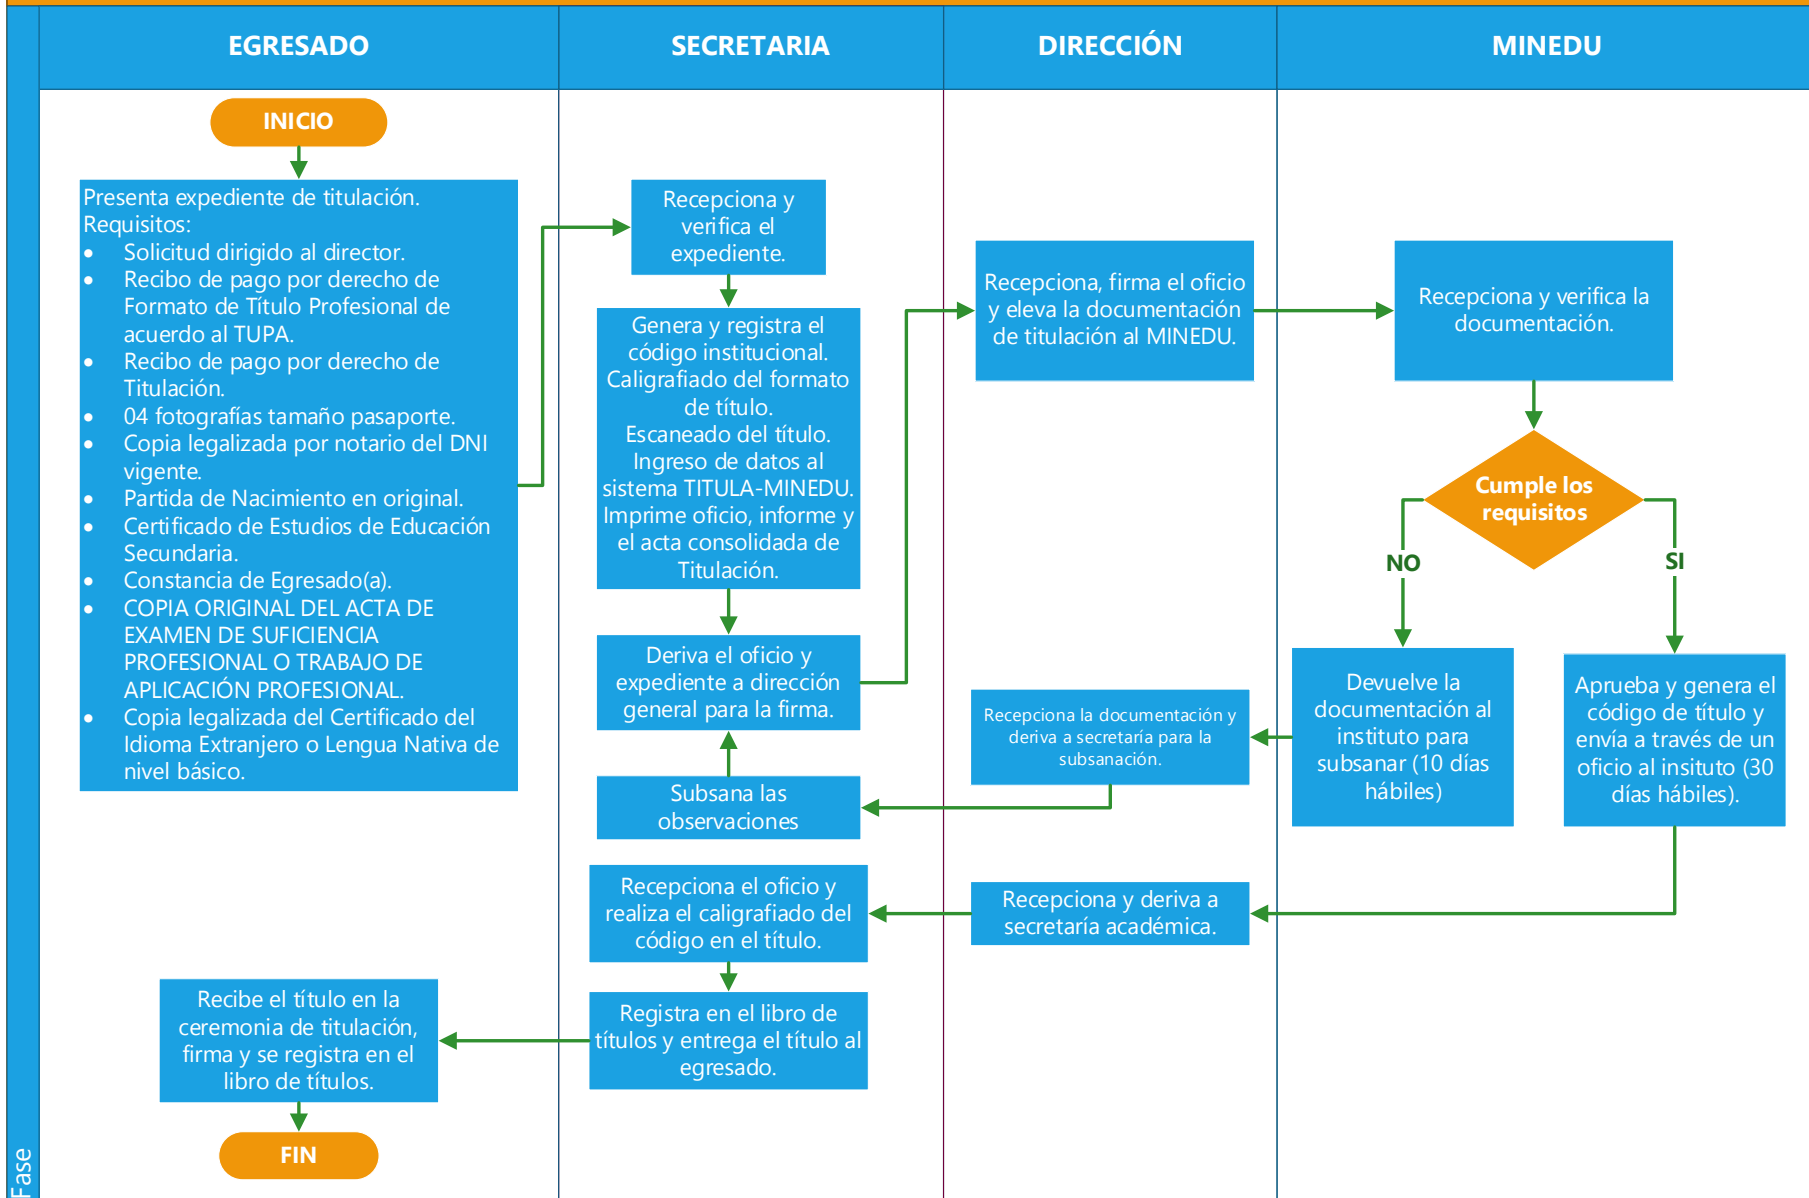 EGRESADO
SECRETARIA
DIRECCIÓN
MINEDU
INICIO
Presenta expediente de titulación.
Requisitos:
• Solicitud dirigido al director.
• Recibo de pago por derecho de
Formato de Título Profesional de
acuerdo al TUPA.
• Recibo de pago por derecho de
Titulación.
• 04 fotografías tamaño pasaporte.
• Copia legalizada por notario del DNI
vigente.
• Partida de Nacimiento en original.
• Certificado de Estudios de Educación
Secundaria.
• Constancia de Egresado(a).
• COPIA ORIGINAL DEL ACTA DE
EXAMEN DE SUFICIENCIA
PROFESIONAL O TRABAJO DE
APLICACIÓN PROFESIONAL.
• Copia legalizada del Certificado del
Idioma Extranjero o Lengua Nativa de
nivel básico.
Recepciona y
verifica el
expediente.
Genera y registra el
código institucional.
Caligrafiado del formato
de título.
Escaneado del título.
Ingreso de datos al
sistema TITULA-MINEDU.
Imprime oficio, informe y
el acta consolidada de
Titulación.
Deriva el oficio y
expediente a dirección
general para la firma.
Recepciona, firma el oficio
y eleva la documentación
de titulación al MINEDU.
Recepciona y verifica la
documentación.
Cumple los
requisitos
NO
SI
Devuelve la
documentación al
instituto para
subsanar (10 días
hábiles)
Aprueba y genera el
código de título y
envía a través de un
oficio al insituto (30
días hábiles).
Recepciona la documentación y
deriva a secretaría para la
subsanación.
Subsana las
observaciones
Recepciona y deriva a
secretaría académica.
Recepciona el oficio y
realiza el caligrafiado del
código en el título.
Registra en el libro de
títulos y entrega el título al
egresado.
Recibe el título en la
ceremonia de titulación,
firma y se registra en el
libro de títulos.
FIN
Fase